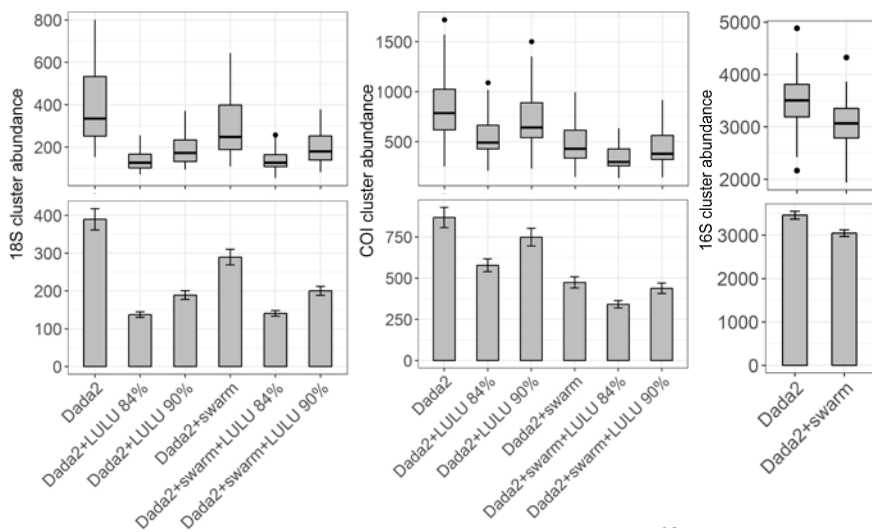 18S cluster abundance
800
600
400
200
400
300
200
100
0
Dada2
Dada2+LULU 84%
Dada2+LULU 90%
Dada2+swarm
Dada2+swarm+LULU 84%
Dada2+swarm+LULU 90%
COI cluster abundance
1500
1000
500
750
500
250
0
Dada2
Dada2+LULU 84%
Dada2+LULU 90%
Dada2+swarm
Dada2+swarm+LULU 84%
Dada2+swarm+LULU 90%
16S cluster abundance
5000
4000
3000
2000
3000
2000
1000
0
Dada2
Dada2+swarm